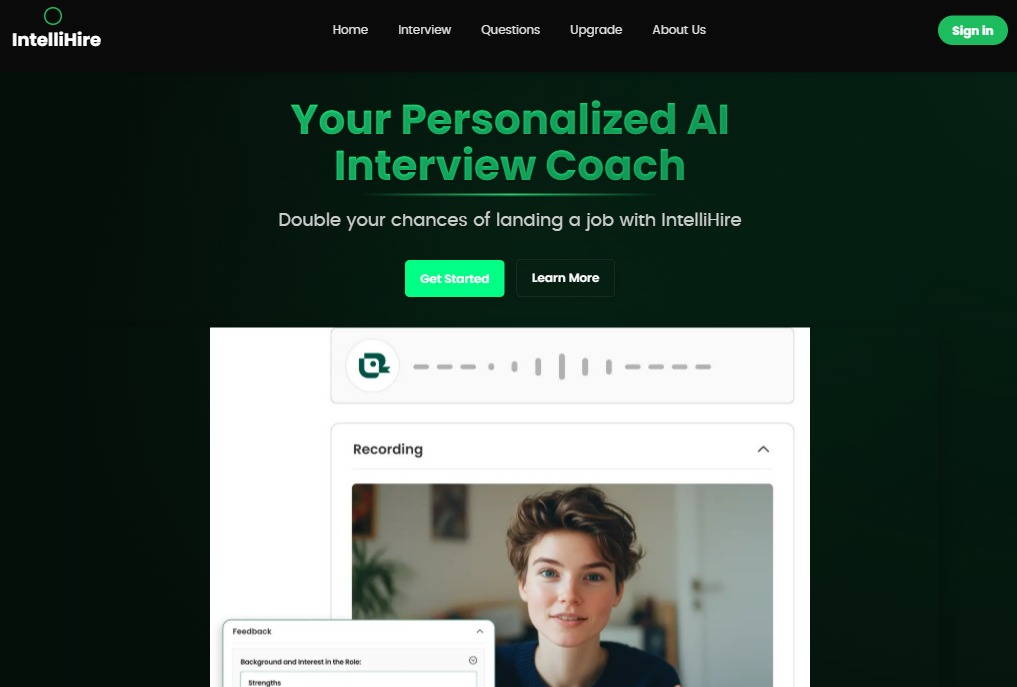 IntelliHire
Home Interview Questions Upgrade About Us
Sign in
Your Personalized AI
Interview Coach
Double your chances of landing a job with IntelliHire
Get Started Learn More
Recording
Feedback
Background and Interest in the Role:
Strengths